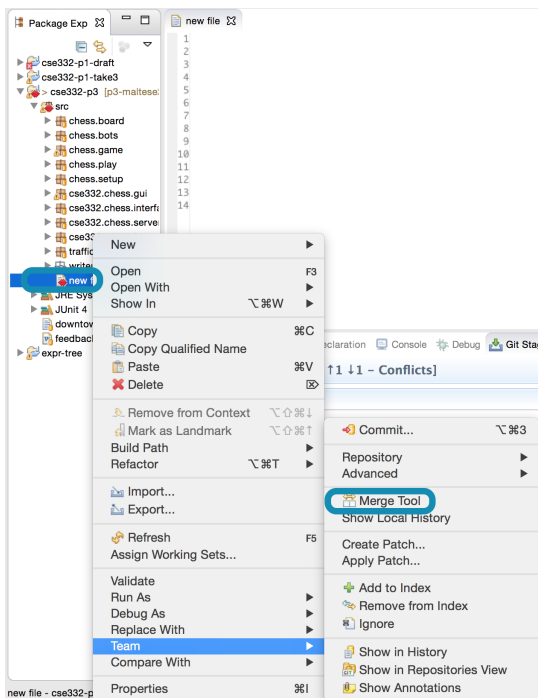 Package Exp
new file
cse332-p1-draft
cse332-p1-take3
> cse332-p3 [p3-maltese
src
chess.board
chess.bots
chess.game
chess.play
chess.setup
cse332.chess.gui
cse332.chess.interfa
cse332.chess.server
cse33
traffic
write
new f
JRE Sys
JUnit 4
downtow
feedbac
expr-tree
1
2
3
4
5
6
7
8
9
10
11
12
13
14
New
Open F3
Open With
Show In ⌥⌘W
Copy ⌘C
Copy Qualified Name
Paste ⌘V
Delete ⌦
Remove from Context ⌥⇧⌘↓
Mark as Landmark ⌥⇧⌘↑
Build Path
Refactor ⌥⌘T
Import...
Export...
Refresh F5
Assign Working Sets...
Validate
Run As
Debug As
Replace With
Team
Compare With
Properties ⌘I
eclaration Console Debug Git Stag
↑1 ↓1 - Conflicts]
Commit... ⌥⌘3
Repository
Advanced
Merge Tool
Show Local History
Create Patch...
Apply Patch...
Add to Index
Remove from Index
Ignore
Show in History
Show in Repositories View
Show Annotations
new file - cse332-p